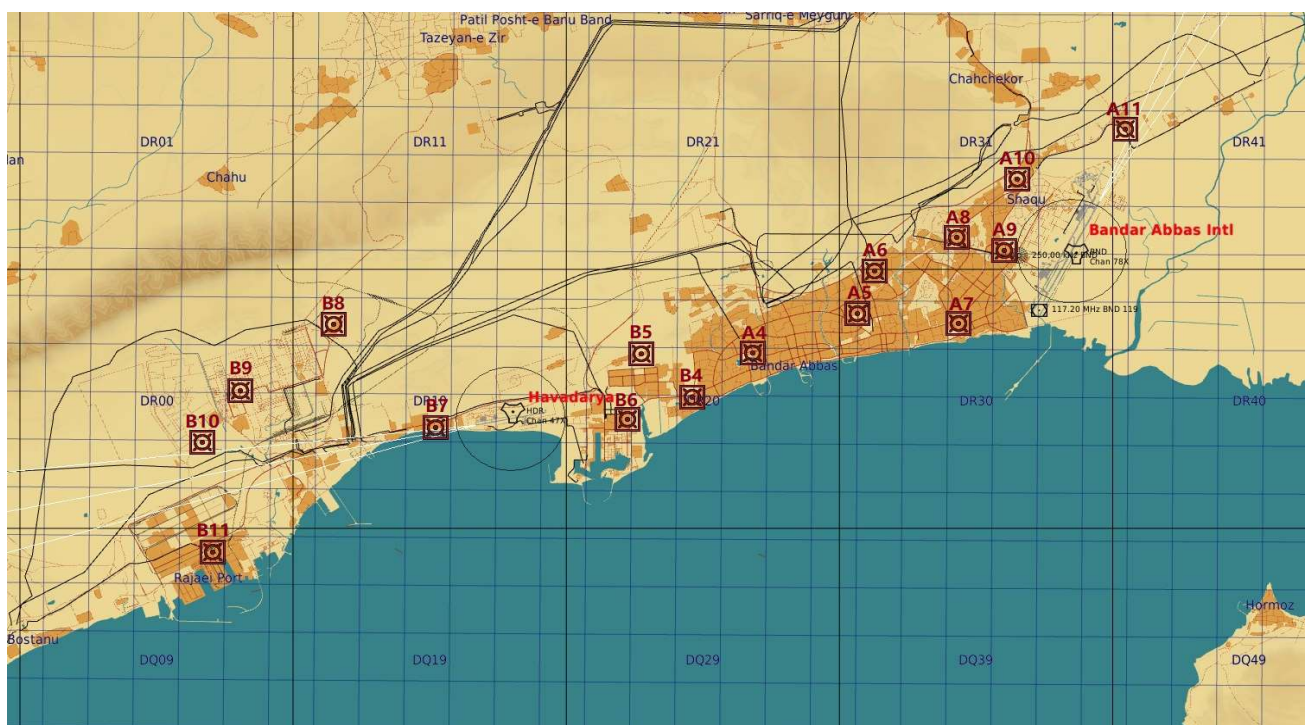 Patil Posht-e Banu Band
Sarriq-e Meyguni
Tazeyan-e Zir
Chahchekor
A11
DR01
DR11
DR21
DR31
DR41
Chahu
A10
Shaqu
A8
A9
Bandar Abbas Intl
BND
Chan 78X
A6
A5
A7
117.20 MHz BND 119
B8
B5
A4
Bandar Abbas
B9
B4
Havadarya
HDR
Chan 47X
DR00
DR10
DR20
DR30
DR40
B7
B6
B10
B11
Rajaei Port
Hormoz
Bostanu
DQ09
DQ19
DQ29
DQ39
DQ49